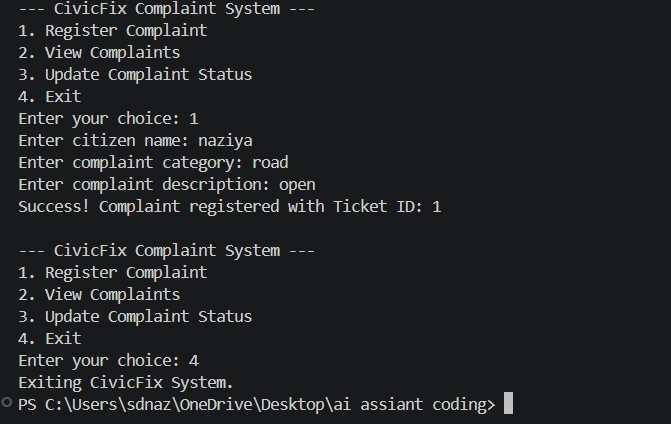 --- CivicFix Complaint System ---
1. Register Complaint
2. View Complaints
3. Update Complaint Status
4. Exit
Enter your choice: 1
Enter citizen name: naziya
Enter complaint category: road
Enter complaint description: open
Success! Complaint registered with Ticket ID: 1

--- CivicFix Complaint System ---
1. Register Complaint
2. View Complaints
3. Update Complaint Status
4. Exit
Enter your choice: 4
Exiting CivicFix System.
PS C:\Users\sdnaz\OneDrive\Desktop\ai assiant coding>